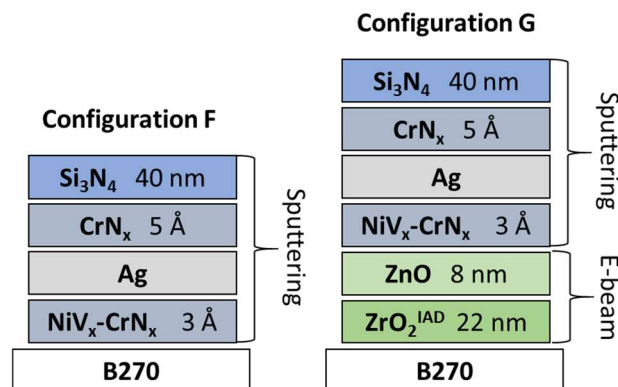 Configuration F
Si₃N₄ 40 nm
CrNₓ 5 Å
Ag
NiVₓ-CrNₓ 3 Å
B270
Sputtering
Configuration G
Si₃N₄ 40 nm
CrNₓ 5 Å
Ag
NiVₓ-CrNₓ 3 Å
ZnO 8 nm
ZrO₂ᴵᴬᴰ 22 nm
B270
Sputtering
E-beam